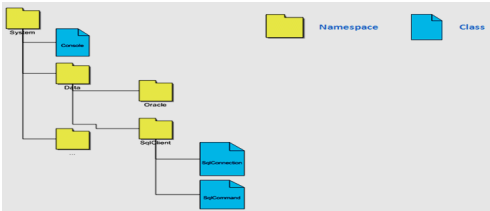 System
Namespace
Class
Console
Data
Oracle
...
SqlClient
SqlConnection
SqlCommand